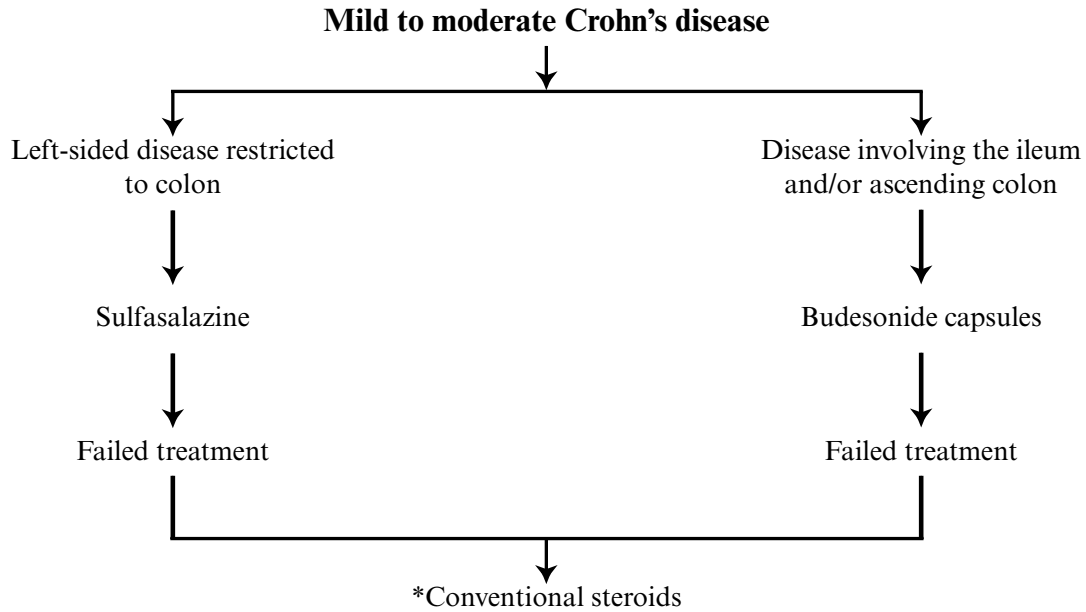 Mild to moderate Crohn’s disease
Left-sided disease restricted
to colon
Disease involving the ileum
and/or ascending colon
Sulfasalazine
Budesonide capsules
Failed treatment
Failed treatment
*Conventional steroids